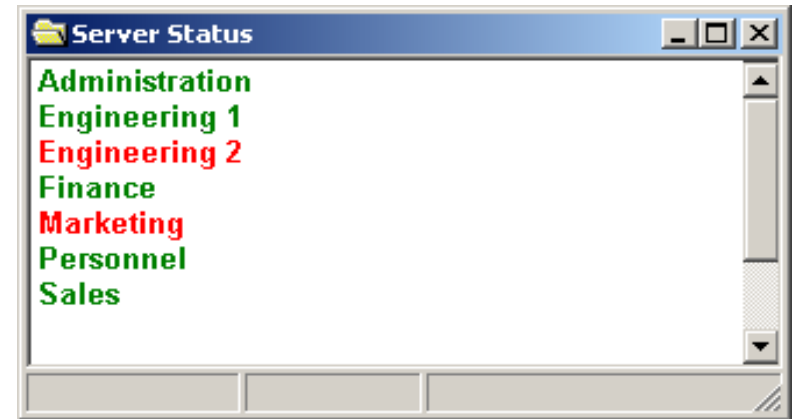 Server Status
Administration
Engineering 1
Engineering 2
Finance
Marketing
Personnel
Sales